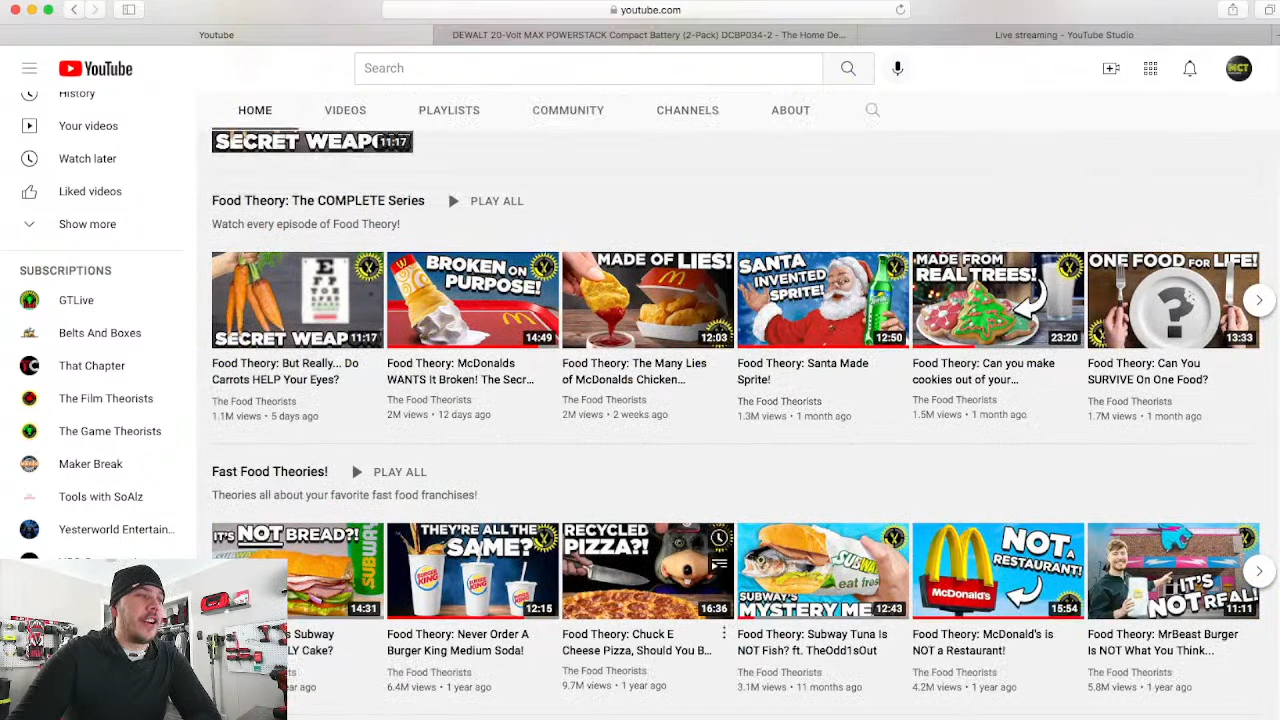 youtube.com
Youtube
DEWALT 20-Volt MAX POWERSTACK Compact Battery (2-Pack) DCBP034-2 - The Home De...
Live streaming - YouTube Studio
YouTube
Search
MCT
History
Your videos
Watch later
Liked videos
Show more
SUBSCRIPTIONS
GTLive
Belts And Boxes
That Chapter
The Film Theorists
The Game Theorists
Maker Break
Tools with SoAlz
Yesterworld Entertain...
HOME VIDEOS PLAYLISTS COMMUNITY CHANNELS ABOUT
SECRET WEAPO
11:17
Food Theory: The COMPLETE Series PLAY ALL
Watch every episode of Food Theory!
SECRET WEAP
11:17
BROKEN ON PURPOSE!
14:49
MADE OF LIES!
12:03
SANTA INVENTED SPRITE!
12:50
MADE FROM REAL TREES!
23:20
ONE FOOD FOR LIFE!
13:33
Food Theory: But Really... Do Carrots HELP Your Eyes?
The Food Theorists
1.1M views • 5 days ago
Food Theory: McDonalds WANTS It Broken! The Secr...
The Food Theorists
2M views • 12 days ago
Food Theory: The Many Lies of McDonalds Chicken...
The Food Theorists
2M views • 2 weeks ago
Food Theory: Santa Made Sprite!
The Food Theorists
1.3M views • 1 month ago
Food Theory: Can you make cookies out of your...
The Food Theorists
1.5M views • 1 month ago
Food Theory: Can You SURVIVE On One Food?
The Food Theorists
1.7M views • 1 month ago
Fast Food Theories! PLAY ALL
Theories all about your favorite fast food franchises!
IT'S NOT BREAD?!
SUBWAY
14:31
THEY'RE ALL THE SAME?
BURGER KING
BURGER KING
BURGER KING
12:15
RECYCLED PIZZA?!
16:36
SUBWAY
eat fres
SUBWAY'S MYSTERY ME
12:43
NOT A RESTAURANT!
McDonald's
15:54
IT'S NOT REAL!
11:11
s Subway
LY Cake?
ear ago
Food Theory: Never Order A Burger King Medium Soda!
The Food Theorists
6.4M views • 1 year ago
Food Theory: Chuck E Cheese Pizza, Should You B...
The Food Theorists
9.7M views • 1 year ago
Food Theory: Subway Tuna Is NOT Fish? ft. TheOdd1sOut
The Food Theorists
3.1M views • 11 months ago
Food Theory: McDonald's is NOT a Restaurant!
The Food Theorists
4.2M views • 1 year ago
Food Theory: MrBeast Burger Is NOT What You Think...
The Food Theorists
5.8M views • 1 year ago